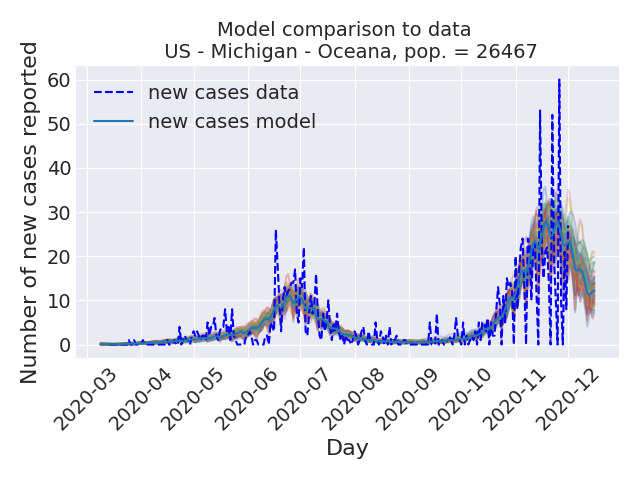 Model comparison to data
US - Michigan - Oceana, pop. = 26467
Number of new cases reported
60
50
40
30
20
10
0
new cases data
new cases model
2020-03
2020-04
2020-05
2020-06
2020-07
2020-08
2020-09
2020-10
2020-11
2020-12
Day